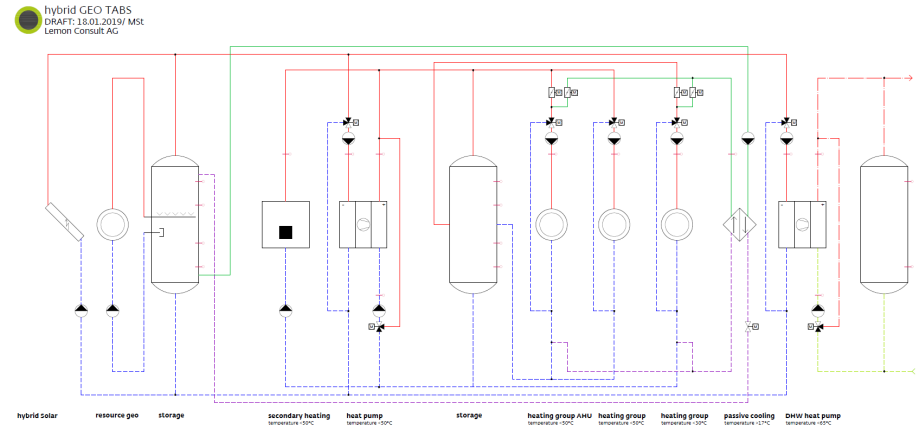 hybrid GEO TABS
DRAFT: 18.01.2019/ MSt
Lemon Consult AG
hybrid Solar
resource geo
storage
secondary heating
temperature <50°C
heat pump
temperature <30°C
storage
heating group AHU
temperature <30°C
heating group
temperature <50°C
heating group
temperature <30°C
passive cooling
temperature >17°C
DHW heat pump
temperature <65°C